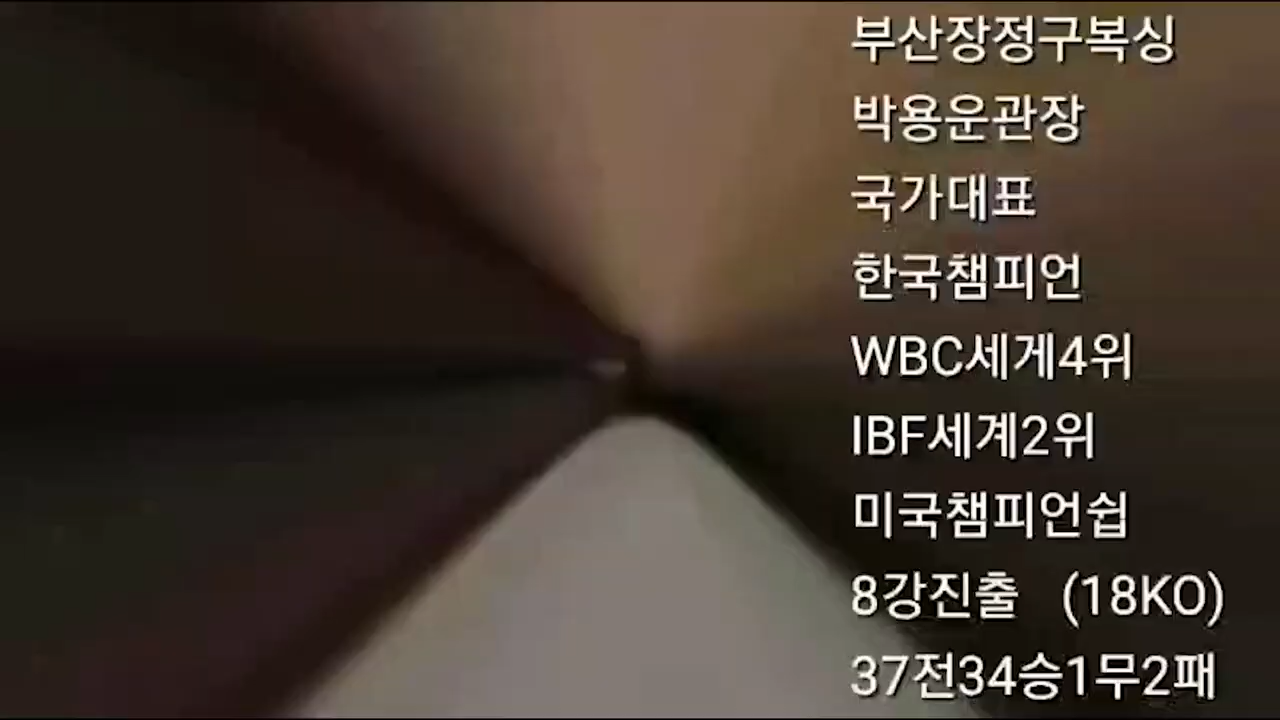 부산장정구복싱
박용운관장
국가대표
한국챔피언
WBC세게4위
IBF세계2위
미국챔피언쉽
8강진출 (18KO)
37전34승1무2패